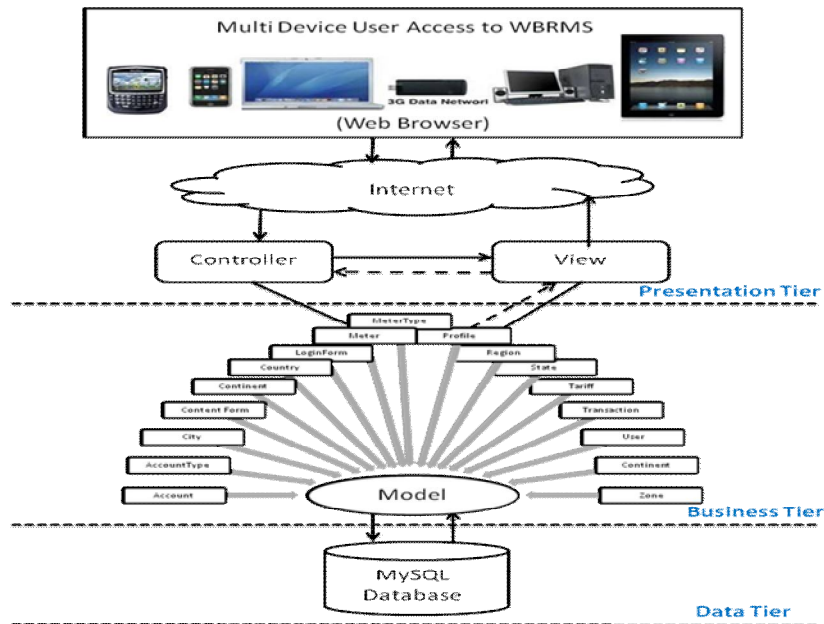 Multi Device User Access to WBRMS
3G Data Networl
(Web Browser)
Internet
Controller
View
Presentation Tier
MeterType
Meter
Profile
LoginForm
Region
Country
State
Continent
Tariff
Content Form
Transaction
City
User
AccountType
Continent
Account
Model
Zone
Business Tier
MySQL
Database
Data Tier